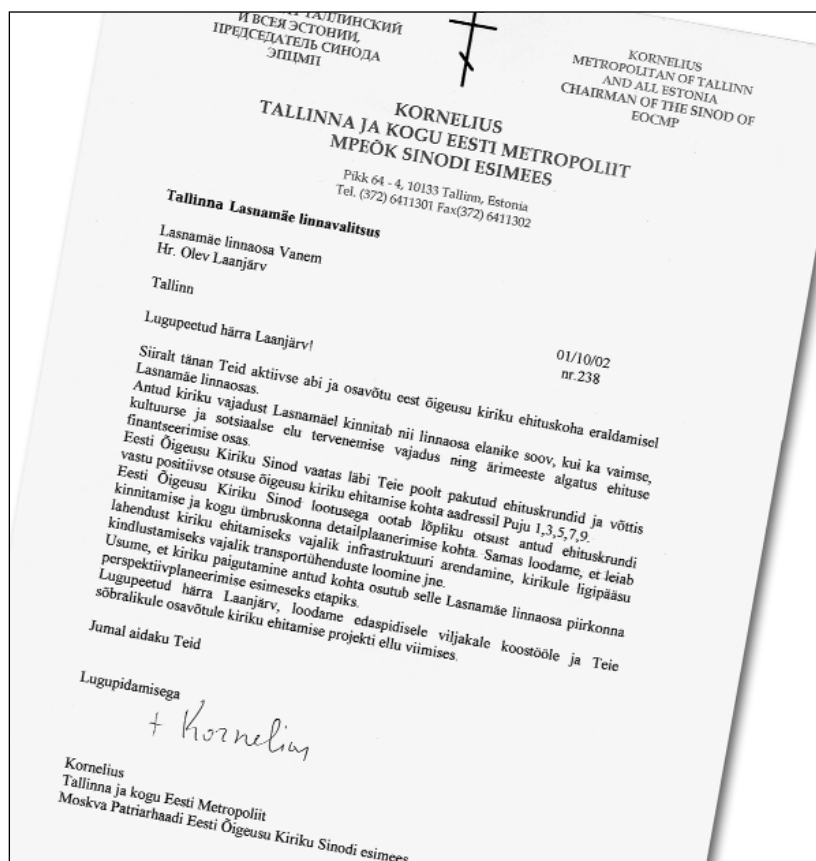 ТАЛЛИНСКИЙ
И ВСЕЯ ЭСТОНИИ,
ПРЕДСЕДАТЕЛЬ СИНОДА
ЭПЦМП
KORNELIUS
METROPOLITAN OF TALLINN
AND ALL ESTONIA
CHAIRMAN OF THE SINOD OF
EOCMP
KORNELIUS
TALLINNA JA KOGU EESTI METROPOLIIT
MPEÕK SINODI ESIMEES
Pikk 64 - 4, 10133 Tallinn, Estonia
Tel. (372) 6411301 Fax(372) 6411302
Tallinna Lasnamäe linnavalitsus
Lasnamäe linnaosa Vanem
Hr. Olev Laanjärv
Tallinn
Lugupeetud härra Laanjärv!
01/10/02
nr.238
Siiralt tänan Teid aktiivse abi ja osavõtu eest õigeusu kiriku ehituskoha eraldamisel
Lasnamäe linnaosas.
Antud kiriku vajadust Lasnamäel kinnitab nii linnaosa elanike soov, kui ka vaimse,
kultuurse ja sotsiaalse elu tervenemise vajadus ning ärimeeste algatus ehituse
finantseerimise osas.
Eesti Õigeusu Kiriku Sinod vaatas läbi Teie poolt pakutud ehituskrundid ja võttis
vastu positiivse otsuse õigeusu kiriku ehitamise kohta aadressil Puju 1,3,5,7,9.
Eesti Õigeusu Kiriku Sinod lootusega ootab lõpliku otsust antud ehituskrundi
kinnitamise ja kogu ümbruskonna detailplaanerimise kohta. Samas loodame, et leiab
lahendust kiriku ehitamiseks vajalik infrastruktuuri arendamine, kirikule ligipääsu
kindlustamiseks vajalik transportühenduste loomine jne.
Usume, et kiriku paigutamine antud kohta osutub selle Lasnamäe linnaosa piirkonna
perspektiivplaneerimise esimeseks etapiks.
Lugupeetud härra Laanjärv, loodame edaspidisele viljakale koostööle ja Teie
sõbralikule osavõtule kiriku ehitamise projekti ellu viimises.
Jumal aidaku Teid
Lugupidamisega
+ Kornelius
Kornelius
Tallinna ja kogu Eesti Metropoliit
Moskva Patriarhaadi Eesti Õigeusu Kiriku Sinodi esimees